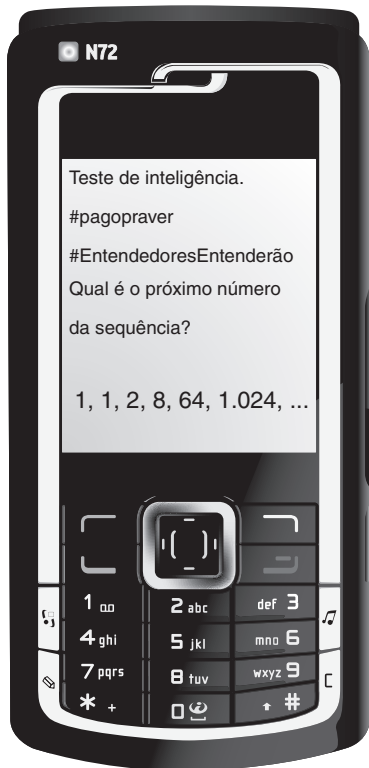 N72
Teste de inteligência.
#pagopraver
#EntendedoresEntenderão
Qual é o próximo número
da sequência?
1, 1, 2, 8, 64, 1.024, ...
1
2 abc
def 3
4 ghi
5 jkl
mno 6
7 pqrs
8 tuv
wxyz 9
* +
0
#
C